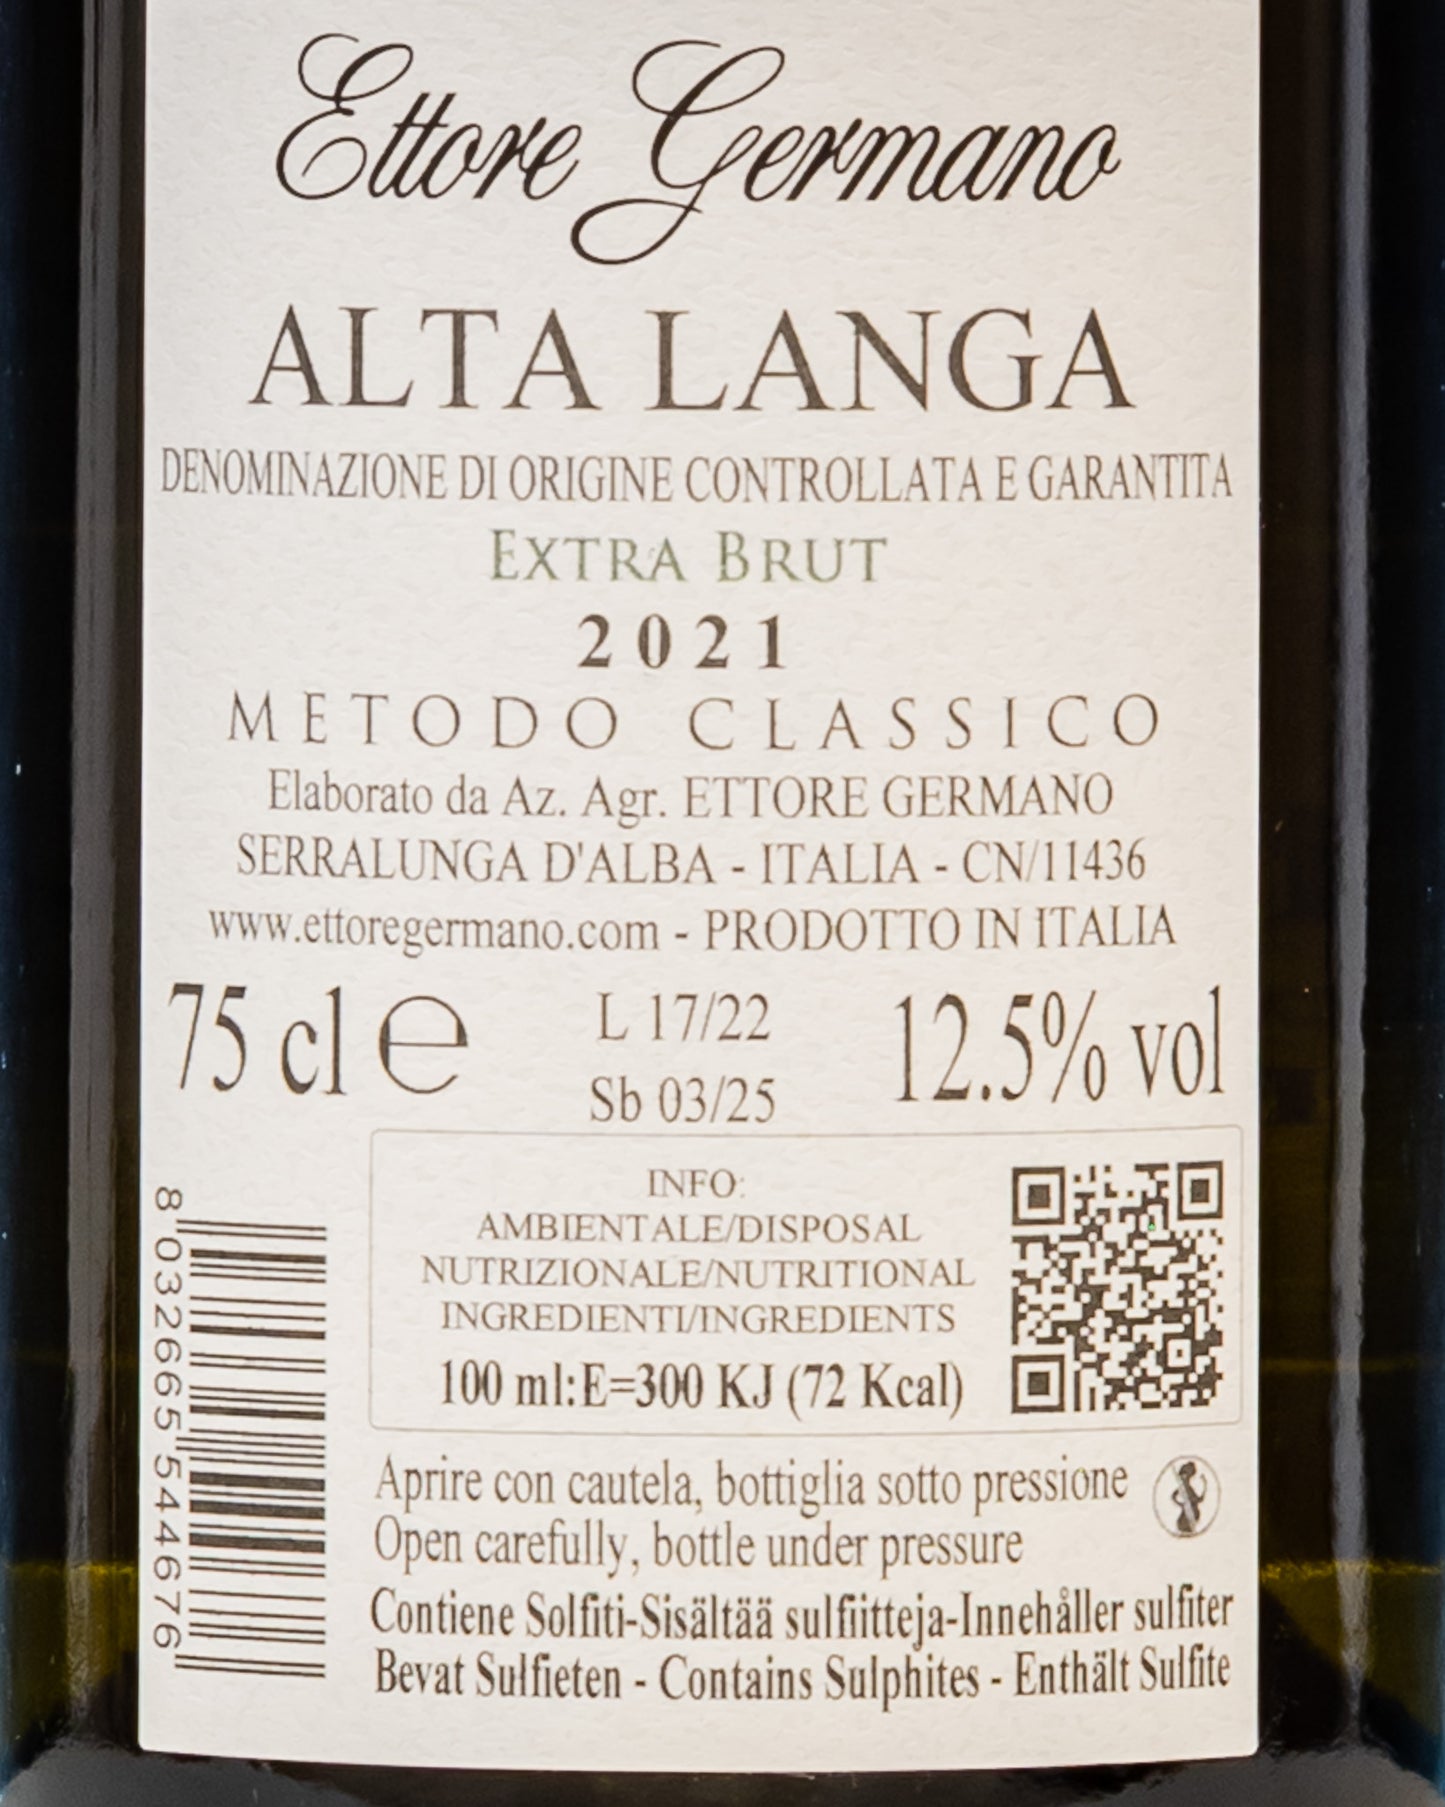 Ettore Germano
ALTA LANGA
DENOMINAZIONE DI ORIGINE CONTROLLATA E GARANTITA
EXTRA BRUT
2021
METODO CLASSICO
Elaborato da Az. Agr. ETTORE GERMANO
SERRALUNGA D'ALBA - ITALIA - CN/11436
www.ettoregermano.com - PRODOTTO IN ITALIA
75 cl ℮ L 17/22 12.5% vol
Sb 03/25
INFO:
AMBIENTALE/DISPOSAL
NUTRIZIONALE/NUTRITIONAL
INGREDIENTI/INGREDIENTS
100 ml:E=300 KJ (72 Kcal)
8 032665 544676
Aprire con cautela, bottiglia sotto pressione
Open carefully, bottle under pressure
Contiene Solfiti-Sisältää sulfiitteja-Innehåller sulfiter
Bevat Sulfieten - Contains Sulphites - Enthält Sulfite